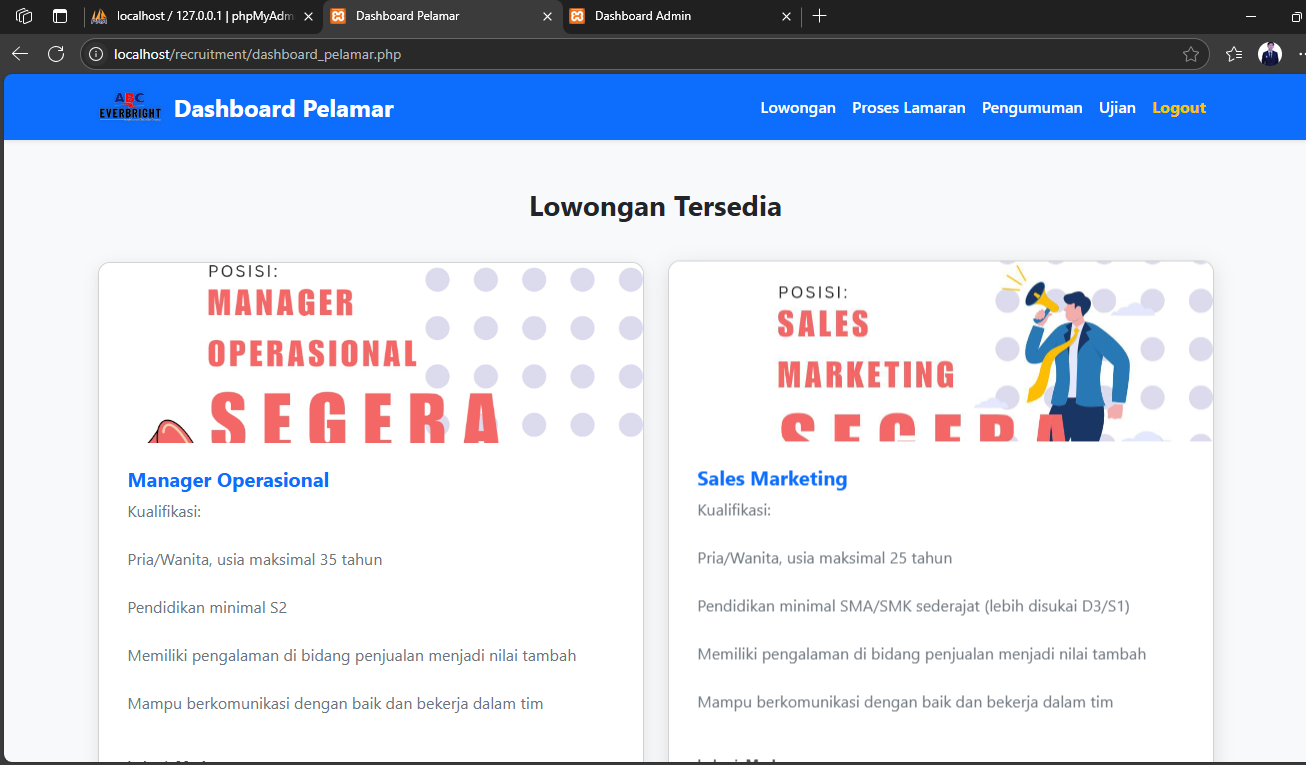 localhost / 127.0.0.1 | phpMyAdm
Dashboard Pelamar
Dashboard Admin
localhost/recruitment/dashboard_pelamar.php
ABC
EVERBRIGHT
Dashboard Pelamar
Lowongan
Proses Lamaran
Pengumuman
Ujian
Logout
Lowongan Tersedia
POSISI:
MANAGER
OPERASIONAL
SEGERA
Manager Operasional
Kualifikasi:
Pria/Wanita, usia maksimal 35 tahun
Pendidikan minimal S2
Memiliki pengalaman di bidang penjualan menjadi nilai tambah
Mampu berkomunikasi dengan baik dan bekerja dalam tim
POSISI:
SALES
MARKETING
SEGERA
Sales Marketing
Kualifikasi:
Pria/Wanita, usia maksimal 25 tahun
Pendidikan minimal SMA/SMK sederajat (lebih disukai D3/S1)
Memiliki pengalaman di bidang penjualan menjadi nilai tambah
Mampu berkomunikasi dengan baik dan bekerja dalam tim